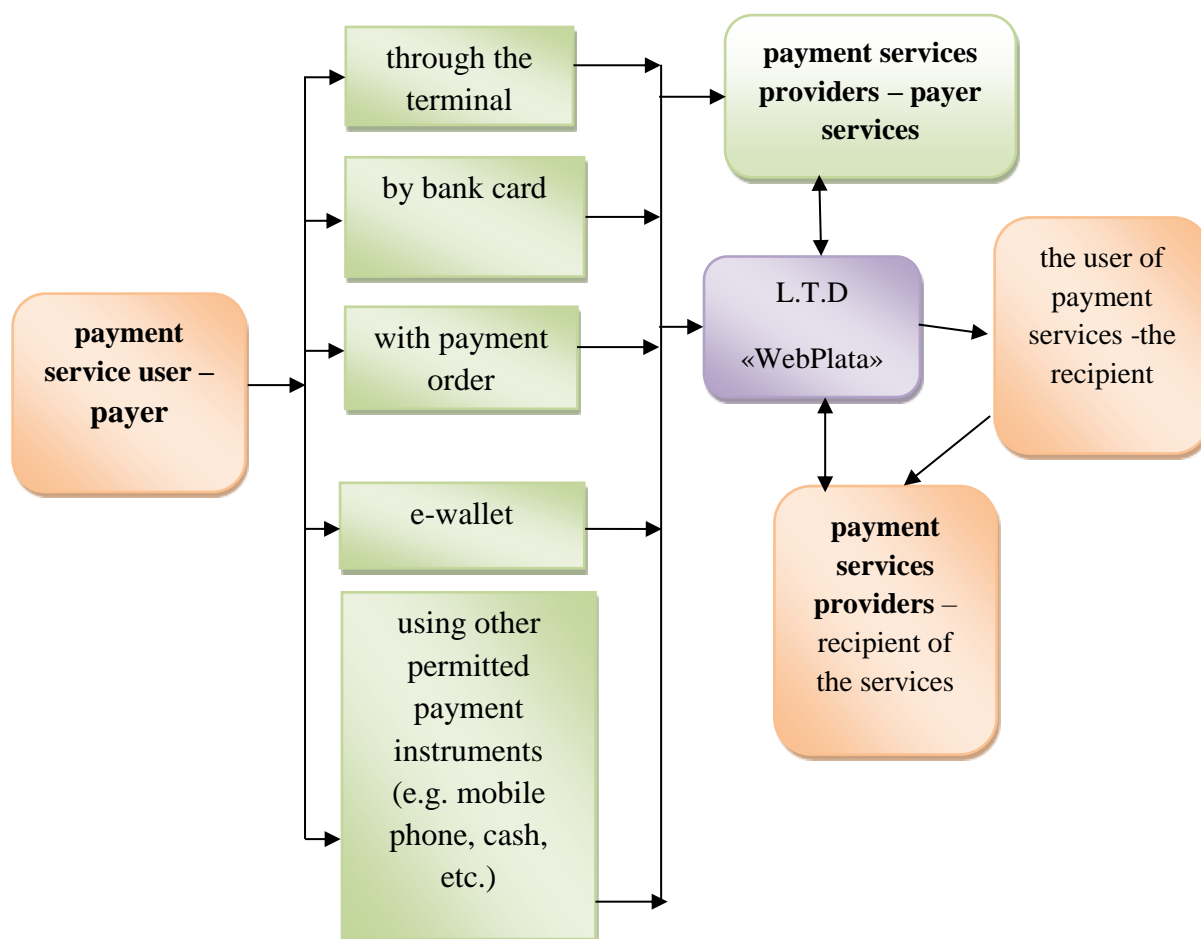 payment
service user –
payer
through the
terminal
by bank card
with payment
order
e-wallet
using other
permitted
payment
instruments
(e.g. mobile
phone, cash,
etc.)
payment services
providers – payer
services
L.T.D
«WebPlata»
the user of
payment
services -the
recipient
payment
services
providers –
recipient of
the services